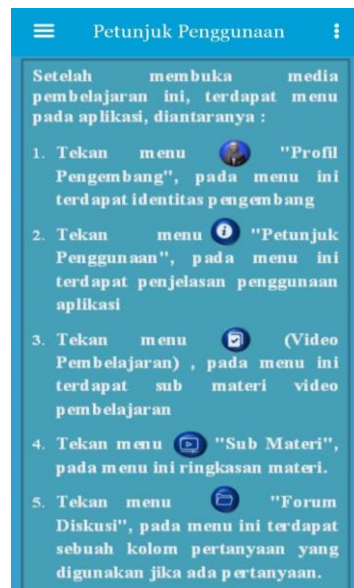 Petunjuk Penggunaan
Setelah membuka media
pembelajaran ini, terdapat menu
pada aplikasi, diantaranya :
1. Tekan menu "Profil
Pengembang", pada menu ini
terdapat identitas pengembang
2. Tekan menu "Petunjuk
Penggunaan", pada menu ini
terdapat penjelasan penggunaan
aplikasi
3. Tekan menu (Video
Pembelajaran) , pada menu ini
terdapat sub materi video
pembelajaran
4. Tekan menu "Sub Materi",
pada menu ini ringkasan materi.
5. Tekan menu "Forum
Diskusi", pada menu ini terdapat
sebuah kolom pertanyaan yang
digunakan jika ada pertanyaan.